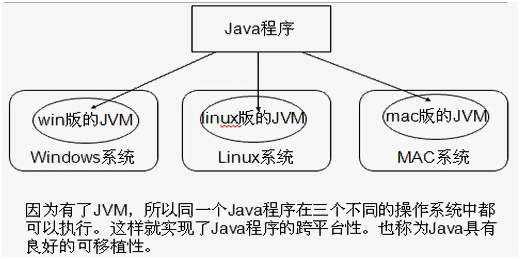 Java程序
win版的JVM
linux版的JVM
mac版的JVM
Windows系统
Linux系统
MAC系统
因为有了JVM，所以同一个Java程序在三个不同的操作系统中都
可以执行。这样就实现了Java程序的跨平台性。也称为Java具有
良好的可移植性。